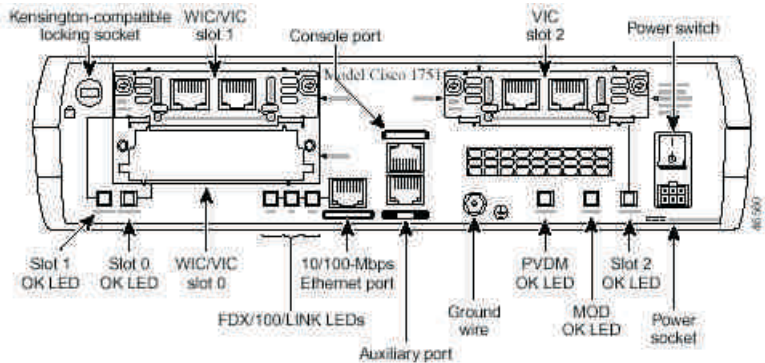 Kensington-compatible
locking socket
WIC/VIC
slot 1
Console port
VIC
slot 2
Power switch
Model Cisco 1751
Slot 1
OK LED
Slot 0
OK LED
WIC/VIC
slot 0
FDX/100/LINK LEDs
10/100-Mbps
Ethernet port
Auxiliary port
Ground
wire
PVDM
OK LED
MOD
OK LED
Slot 2
OK LED
Power
socket